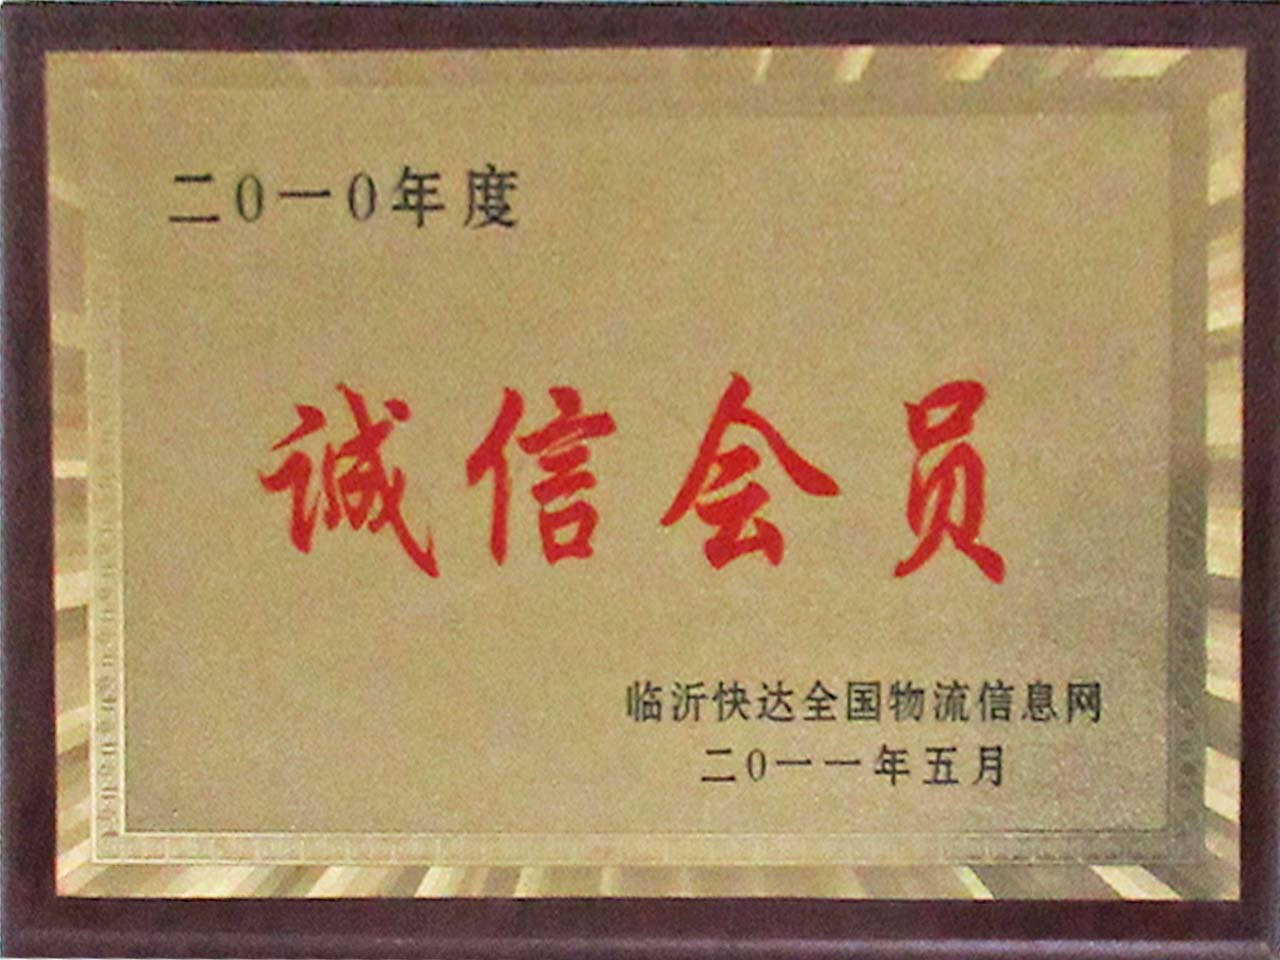 二0一0年度
诚信会员
临沂快达全国物流信息网
二0一一年五月